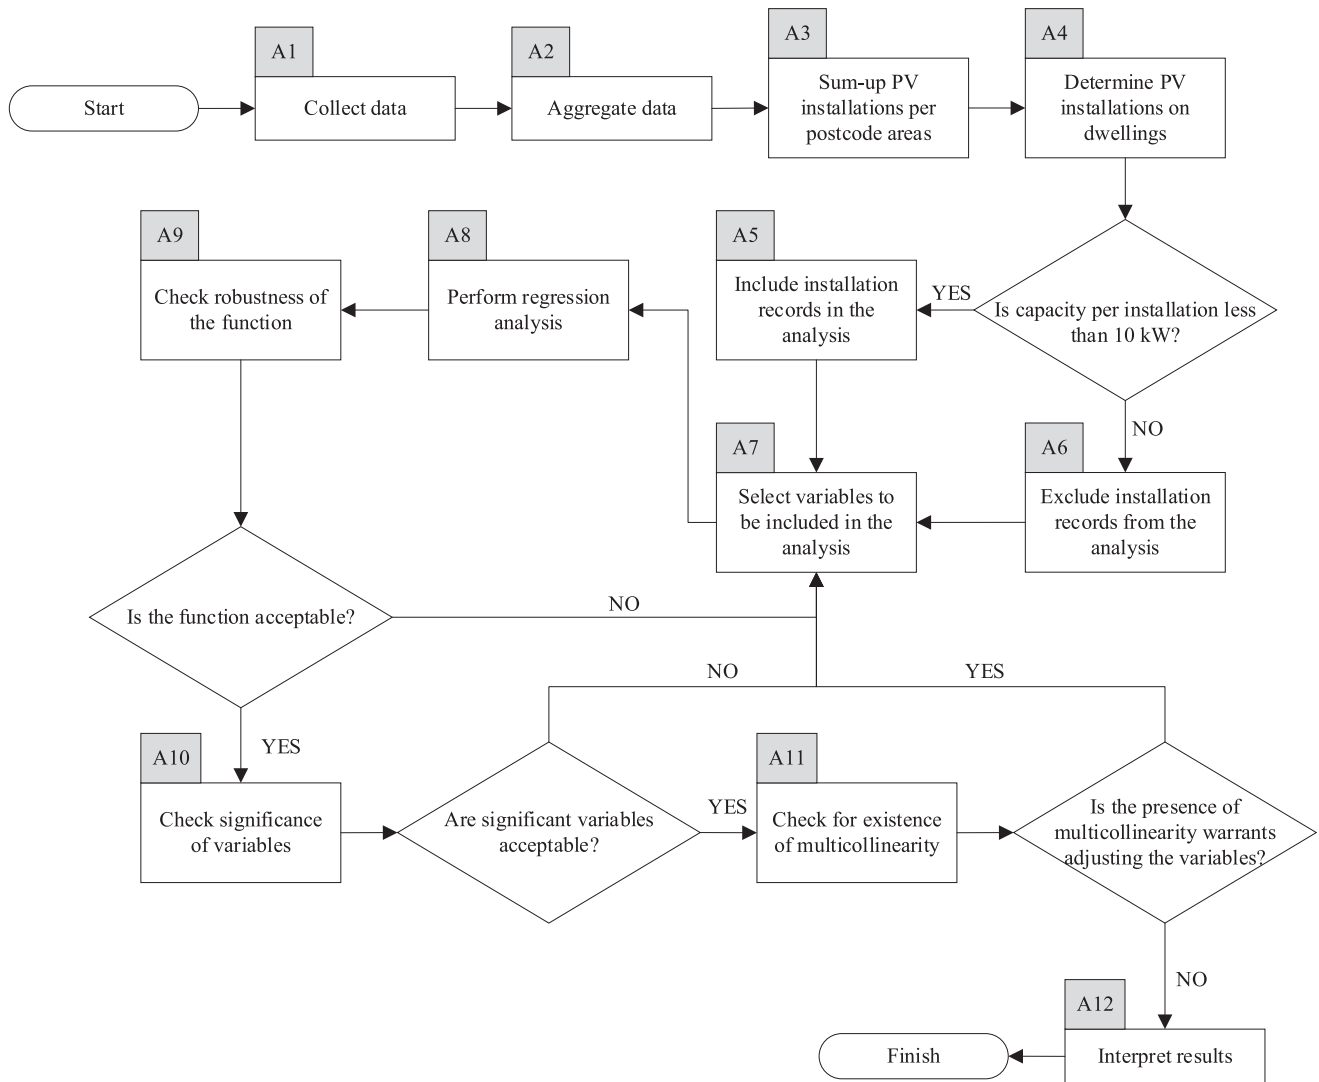 A1
A2
A3
A4
Start
Collect data
Aggregate data
Sum-up PV
installations per
postcode areas
Determine PV
installations on
dwellings
A9
A8
A5
Check robustness of
the function
Perform regression
analysis
Include installation
records in the
analysis
YES
Is capacity per installation less
than 10 kW?
NO
A7
A6
Select variables to
be included in the
analysis
Exclude installation
records from the
analysis
Is the function acceptable?
NO
NO
YES
YES
A10
A11
Check significance
of variables
Are significant variables
acceptable?
YES
Check for existence
of multicollinearity
Is the presence of
multicollinearity warrants
adjusting the variables?
NO
A12
Finish
Interpret results